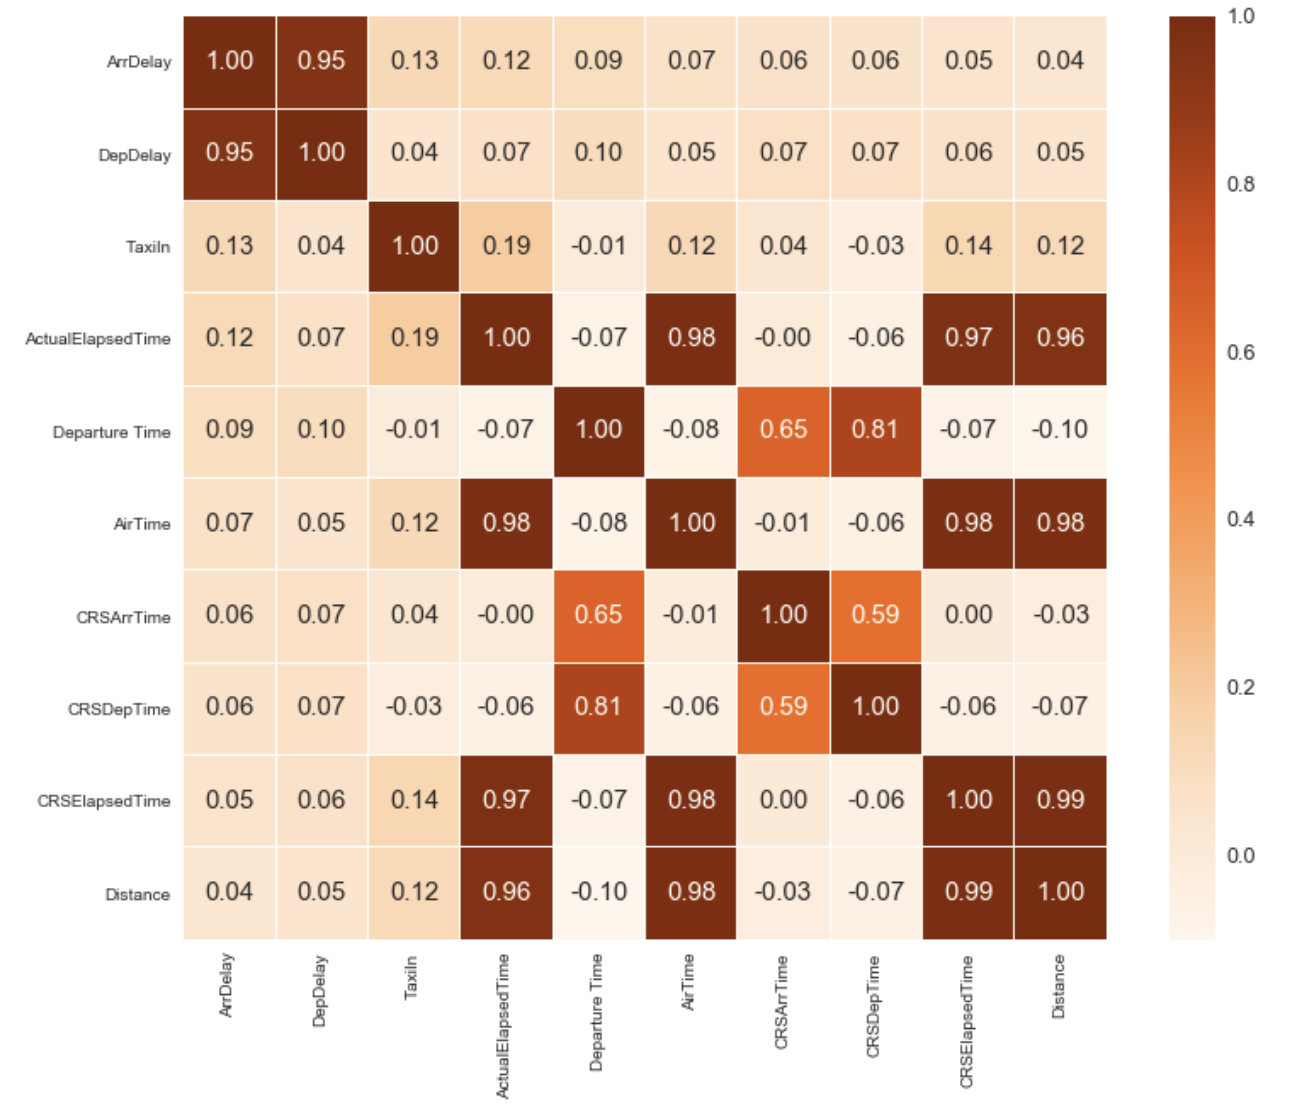 ArrDelay 1.00 0.95 0.13 0.12 0.09 0.07 0.06 0.06 0.05 0.04
DepDelay 0.95 1.00 0.04 0.07 0.10 0.05 0.07 0.07 0.06 0.05
TaxiIn 0.13 0.04 1.00 0.19 -0.01 0.12 0.04 -0.03 0.14 0.12
ActualElapsedTime 0.12 0.07 0.19 1.00 -0.07 0.98 -0.00 -0.06 0.97 0.96
Departure Time 0.09 0.10 -0.01 -0.07 1.00 -0.08 0.65 0.81 -0.07 -0.10
AirTime 0.07 0.05 0.12 0.98 -0.08 1.00 -0.01 -0.06 0.98 0.98
CRSArrTime 0.06 0.07 0.04 -0.00 0.65 -0.01 1.00 0.59 0.00 -0.03
CRSDepTime 0.06 0.07 -0.03 -0.06 0.81 -0.06 0.59 1.00 -0.06 -0.07
CRSElapsedTime 0.05 0.06 0.14 0.97 -0.07 0.98 0.00 -0.06 1.00 0.99
Distance 0.04 0.05 0.12 0.96 -0.10 0.98 -0.03 -0.07 0.99 1.00
ArrDelay
DepDelay
TaxiIn
ActualElapsedTime
Departure Time
AirTime
CRSArrTime
CRSDepTime
CRSElapsedTime
Distance
1.0
0.8
0.6
0.4
0.2
0.0